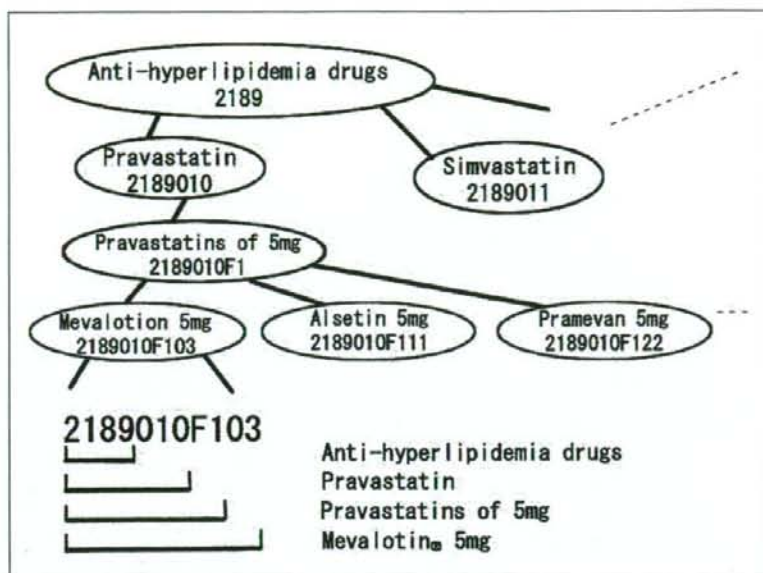 Anti-hyperlipidemia drugs
2189
Pravastatin
2189010
Simvastatin
2189011
Pravastatins of 5mg
2189010F1
Mevalotion 5mg
2189010F103
Alsetin 5mg
2189010F111
Pramevan 5mg
2189010F122
2189010F103
Anti-hyperlipidemia drugs
Pravastatin
Pravastatins of 5mg
Mevalotin® 5mg